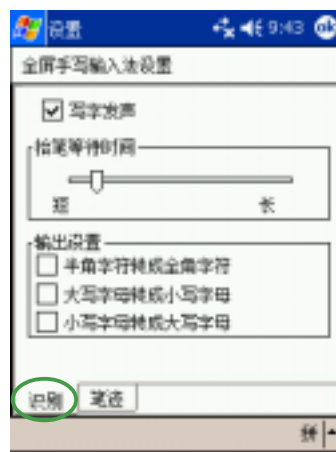 设置 9:43 ok
全屏手写输入法设置
写字发声
抬笔等待时间
短 长
输出设置
半角字符转成全角字符
大写字母转成小写字母
小写字母转成大写字母
识别 笔迹
拼